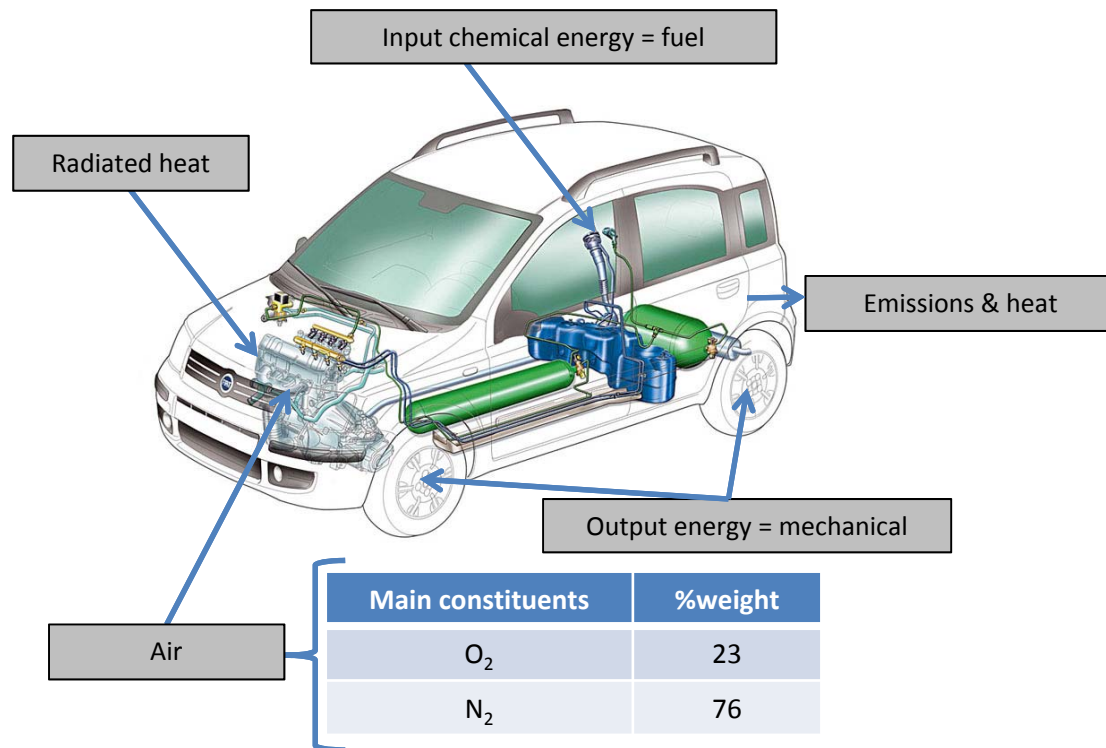 Input chemical energy = fuel
Radiated heat
Emissions & heat
Output energy = mechanical
Air
Main constituents %weight
O₂ 23
N₂ 76